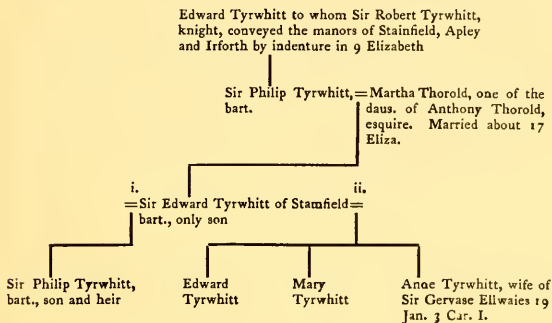 Edward Tyrwhitt to whom Sir Robert Tyrwhitt,
knight, conveyed the manors of Stainfield, Apley
and Irforth by indenture in 9 Elizabeth
Sir Philip Tyrwhitt,
bart.
=Martha Thorold, one of the
daus. of Anthony Thorold,
esquire. Married about 17
Eliza.
i.
ii.
=Sir Edward Tyrwhitt of Stamfield=
bart., only son
Sir Philip Tyrwhitt,
bart., son and heir
Edward
Tyrwhitt
Mary
Tyrwhitt
Anne Tyrwhitt, wife of
Sir Gervase Ellwaies 19
Jan. 3 Car. I.